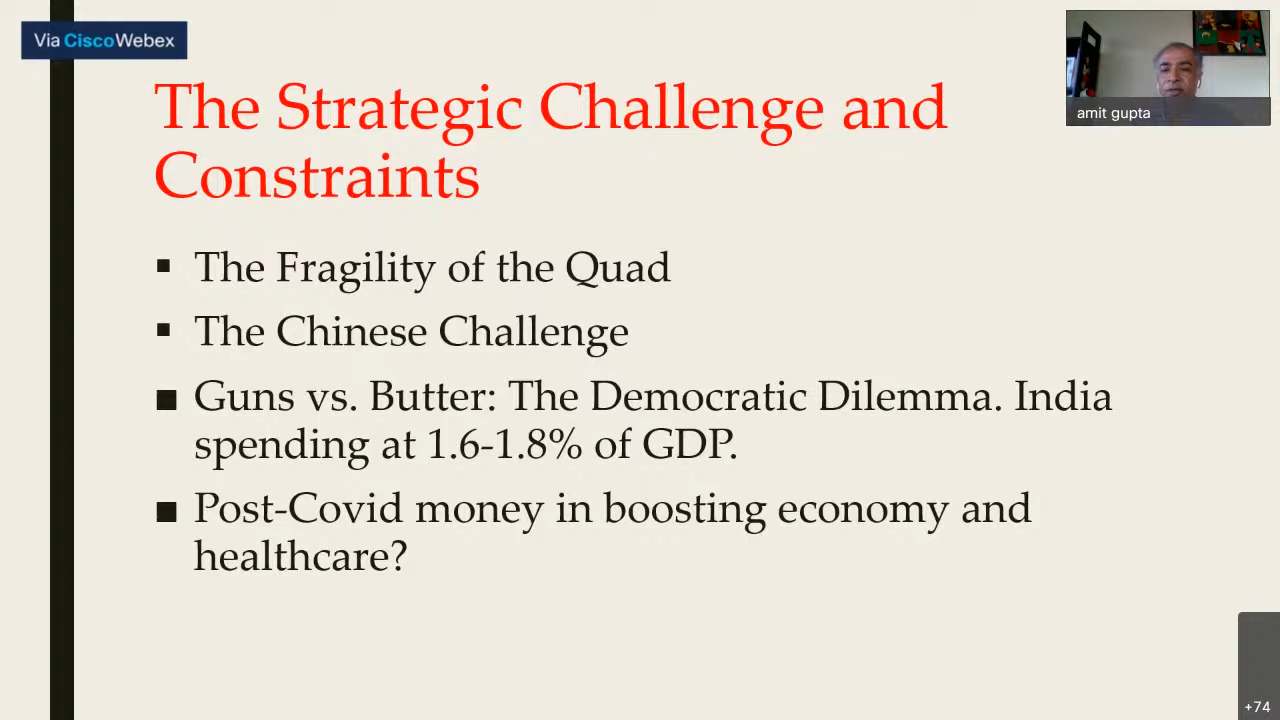 Via CiscoWebex
amit gupta
The Strategic Challenge and
Constraints
▪ The Fragility of the Quad
▪ The Chinese Challenge
■ Guns vs. Butter: The Democratic Dilemma. India
spending at 1.6-1.8% of GDP.
■ Post-Covid money in boosting economy and
healthcare?
+74